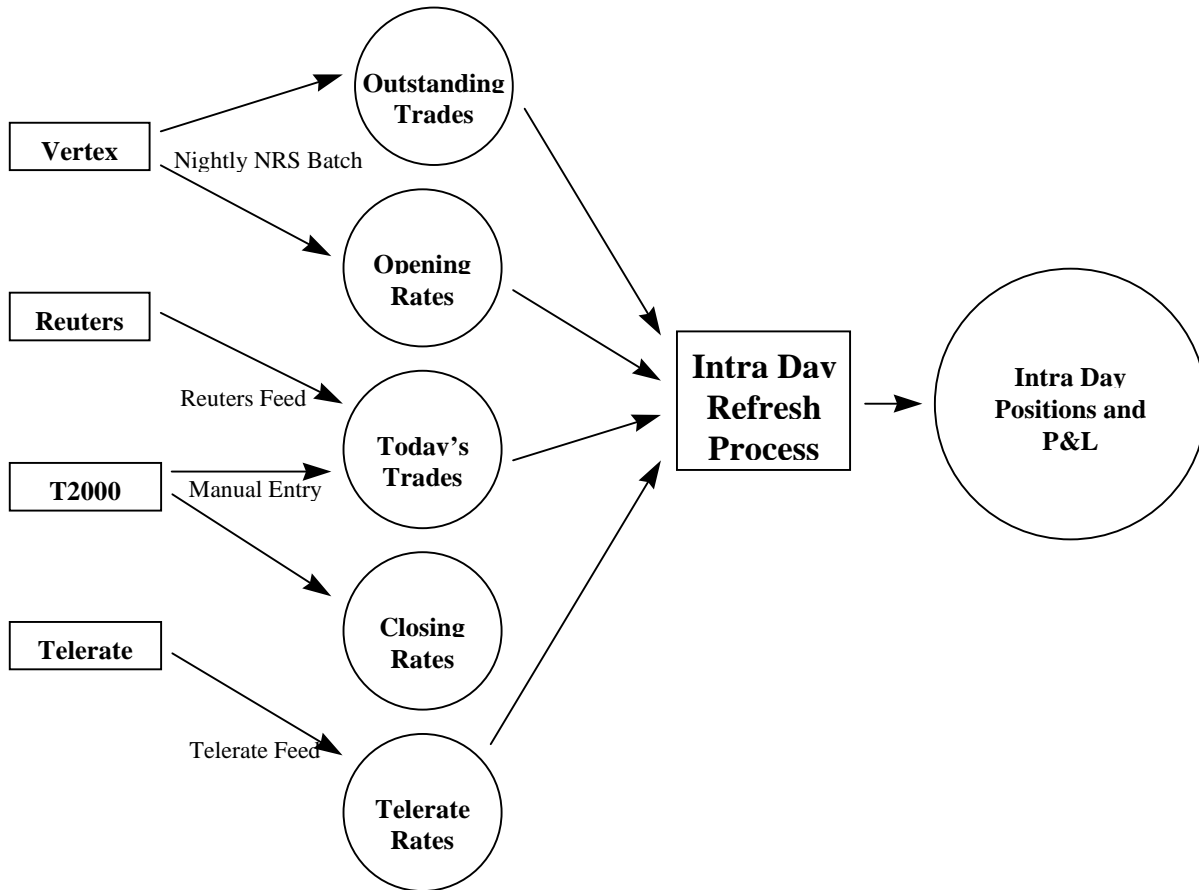 Outstanding
Trades
Vertex
Nightly NRS Batch
Opening
Rates
Reuters
Reuters Feed
Today's
Trades
T2000
Manual Entry
Closing
Rates
Telerate
Telerate Feed
Telerate
Rates
Intra Day
Refresh
Process
Intra Day
Positions and
P&L